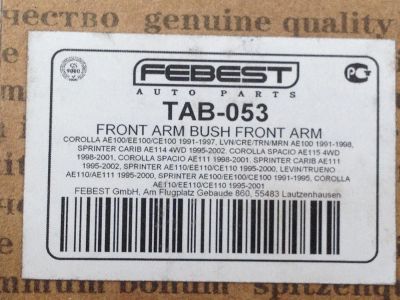 чество genuine
FEBEST
AUTO PARTS
TAB-053
FRONT ARM BUSH FRONT ARM
COROLLA AE100/EE100/CE100 1991-1997, LVN/CRE/TRN/MRN AE100 1991-1998,
SPRINTER CARIB AE114 4WD 1995-2002, COROLLA SPACIO AE115 4WD
1998-2001, COROLLA SPACIO AE111 1998-2001, SPRINTER CARIB AE111
1995-2002, SPRINTER AE110/EE110/CE110 1995-2000, LEVIN/TRUENO
AE110/AE111 1995-2000, SPRINTER AE100/EE100/CE100 1991-1995, COROLLA
AE110/EE110/CE110 1995-2001
FEBEST GmbH, Am Flugplatz Gebaude 860, 55483 Lautzenhausen
optimum bonum spitzenqu